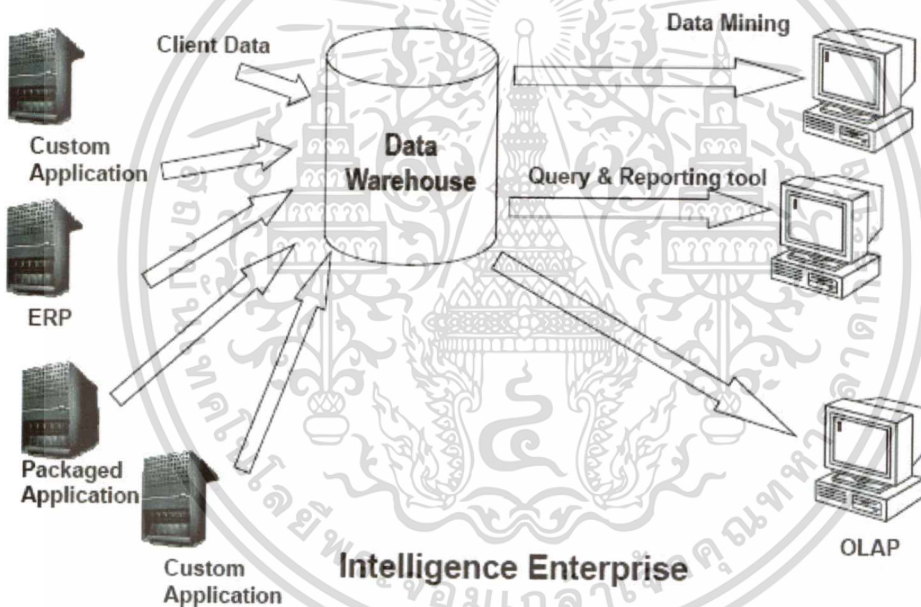 Data Mining
Client Data
Custom
Application
Data
Warehouse
Query & Reporting tool
ERP
Packaged
Application
Custom
Application
Intelligence Enterprise
OLAP